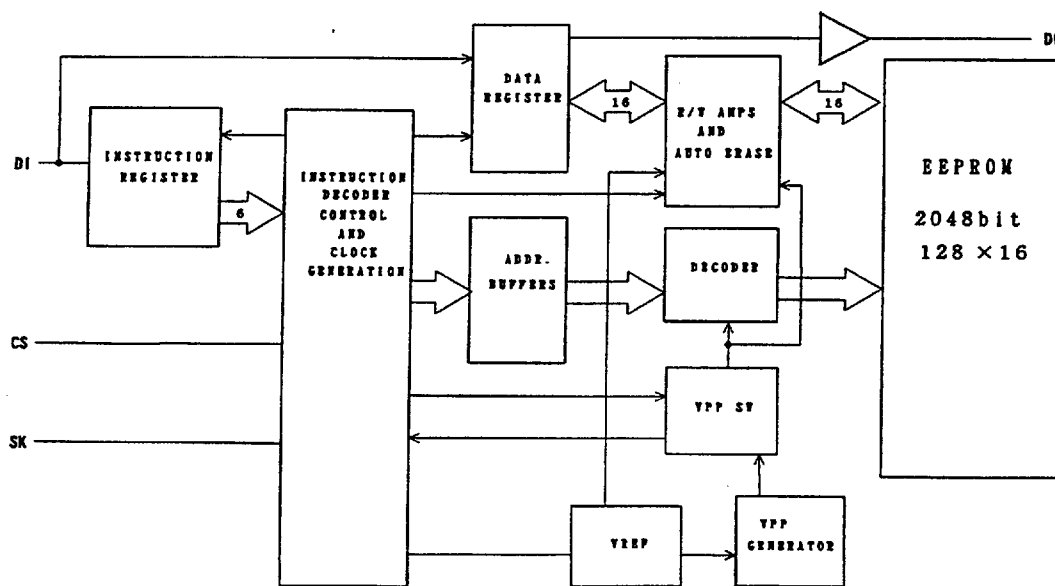 DATA
REGISTER
16
R/W AMPS
AND
AUTO ERASE
16
EEPROM
2048bit
128 ×16
DI
INSTRUCTION
REGISTER
6
INSTRUCTION
DECODER
CONTROL
AND
CLOCK
GENERATION
ADDR.
BUFFERS
DECODER
CS
SK
VPP SW
VREF
VPP
GENERATOR